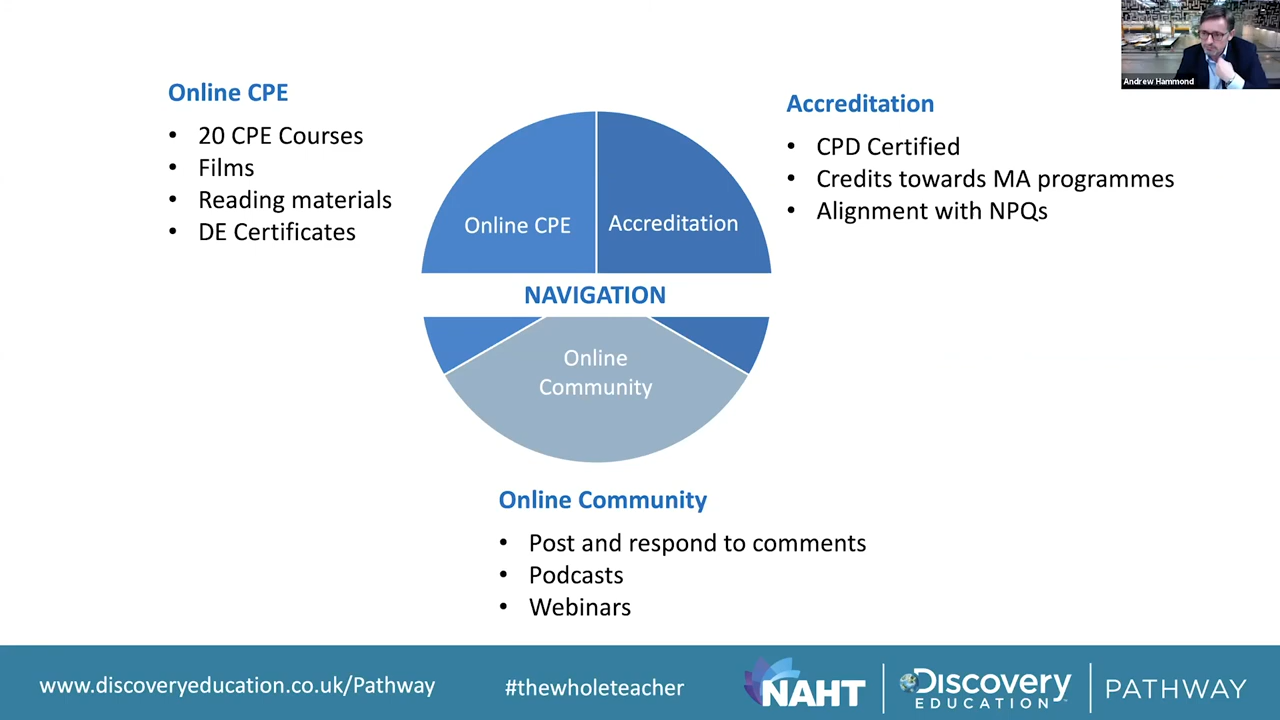 Andrew Hammond
Online CPE
• 20 CPE Courses
• Films
• Reading materials
• DE Certificates
Accreditation
• CPD Certified
• Credits towards MA programmes
• Alignment with NPQs
Online CPE
Accreditation
NAVIGATION
Online
Community
Online Community
• Post and respond to comments
• Podcasts
• Webinars
www.discoveryeducation.co.uk/Pathway
#thewholeteacher
NAHT
Discovery
EDUCATION
PATHWAY